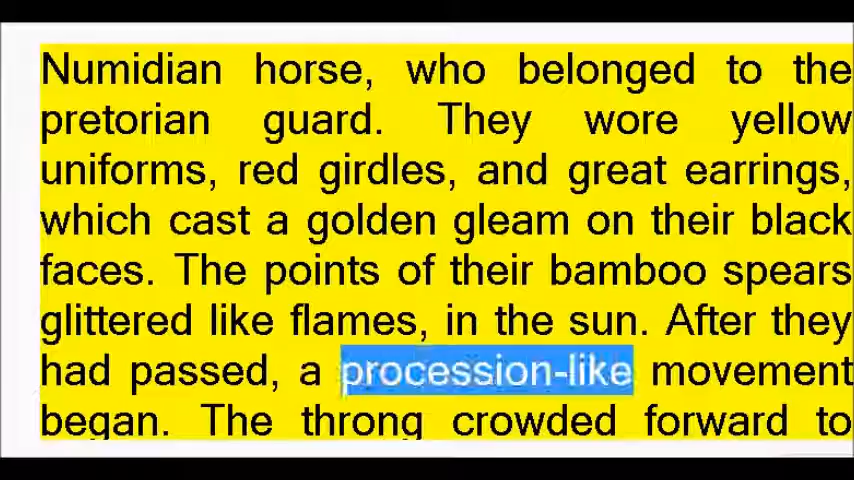 Numidian horse, who belonged to the
pretorian guard. They wore yellow
uniforms, red girdles, and great earrings,
which cast a golden gleam on their black
faces. The points of their bamboo spears
glittered like flames, in the sun. After they
had passed, a procession-like movement
began. The throng crowded forward to